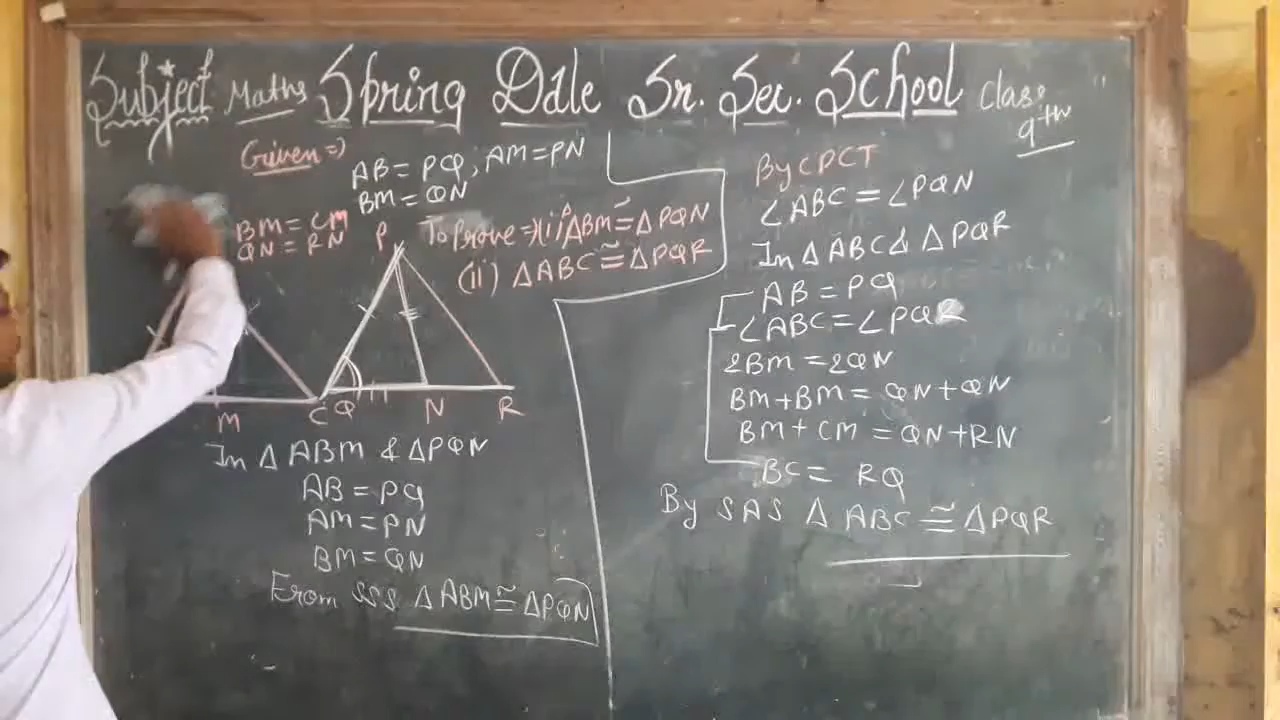 Subject Maths Spring Dale Sr. Sec. School Class 9th
Given =>
AB = PQ, AM = PN
BM = QN
BM = CM
QN = RN
To Prove => (i) ΔABM ≅ ΔPQN
(ii) ΔABC ≅ ΔPQR
P
M C Q N R
In Δ ABM & ΔPQN
AB = PQ
AM = PN
BM = QN
From SSS Δ ABM ≅ ΔPQN
By CPCT
∠ABC = ∠PQN
In Δ ABC & Δ PQR
AB = PQ
∠ABC = ∠PQR
2BM = 2QN
BM + BM = QN + QN
BM + CM = QN + RN
BC = RQ
By SAS Δ ABC ≅ ΔPQR